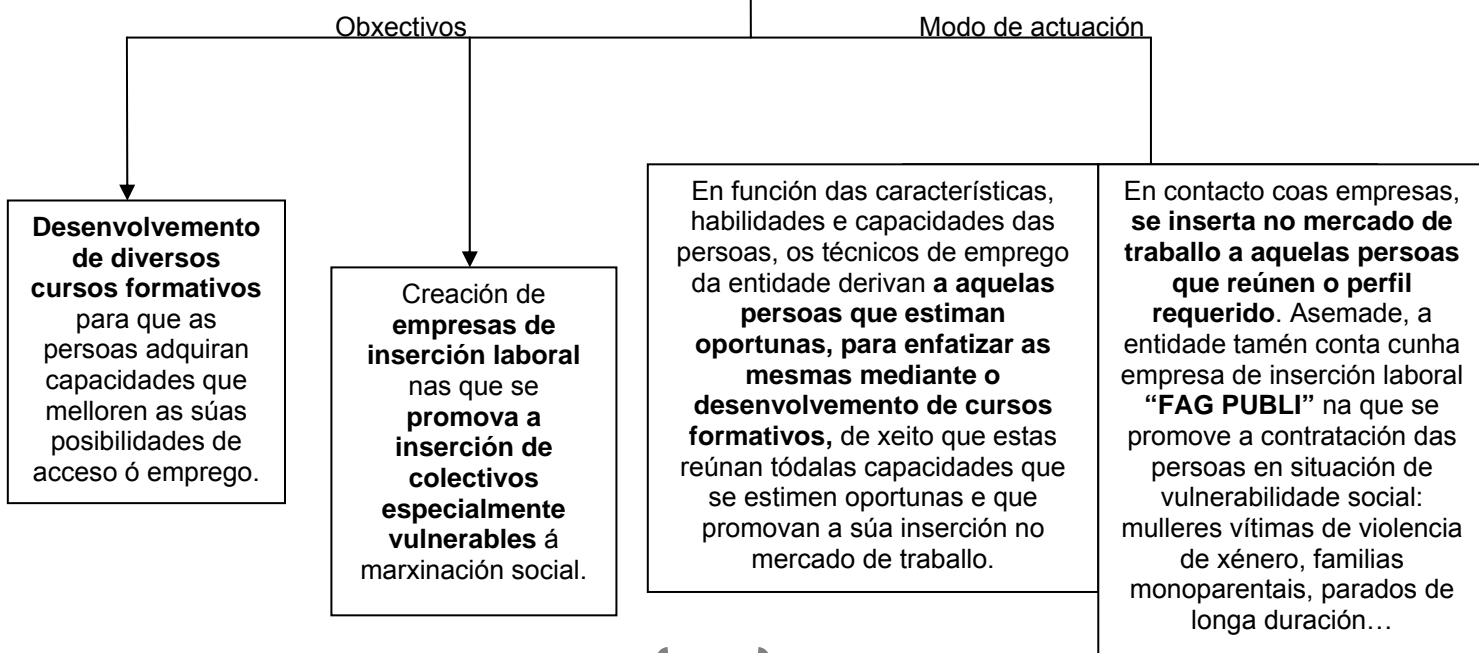 Obxectivos
Modo de actuación
Desenvolvemento
de diversos
cursos formativos
para que as
persoas adquiran
capacidades que
melloren as súas
posibilidades de
acceso ó emprego.
Creación de
empresas de
inserción laboral
nas que se
promova a
inserción de
colectivos
especialmente
vulnerables á
marxinación social.
En función das características,
habilidades e capacidades das
persoas, os técnicos de emprego
da entidade derivan a aquelas
persoas que estiman
oportunas, para enfatizar as
mesmas mediante o
desenvolvemento de cursos
formativos, de xeito que estas
reúnan tódalas capacidades que
se estimen oportunas e que
promovan a súa inserción no
mercado de traballo.
En contacto coas empresas,
se inserta no mercado de
traballo a aquelas persoas
que reúnen o perfil
requerido. Asemade, a
entidade tamén conta cunha
empresa de inserción laboral
“FAG PUBLI” na que se
promove a contratación das
persoas en situación de
vulnerabilidade social:
mulleres vítimas de violencia
de xénero, familias
monoparentais, parados de
longa duración…